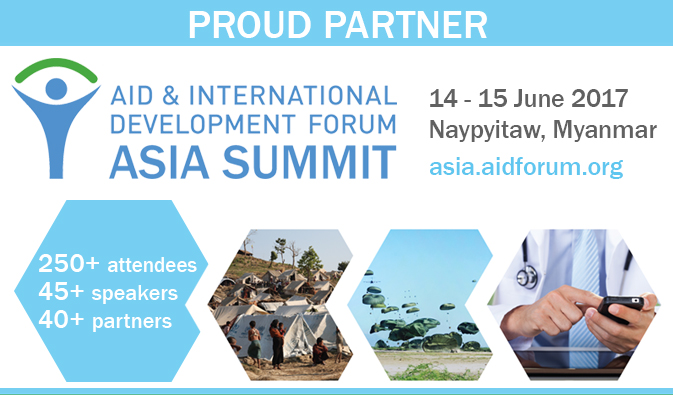 PROUD PARTNER
AID & INTERNATIONAL
DEVELOPMENT FORUM
ASIA SUMMIT
14 - 15 June 2017
Naypyitaw, Myanmar
asia.aidforum.org
250+ attendees
45+ speakers
40+ partners